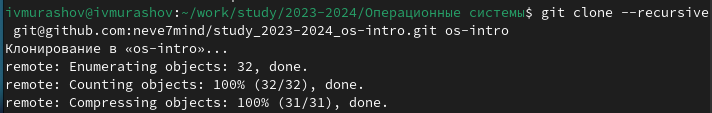 ivmurashov@ivmurashov:~/work/study/2023-2024/Операционные системы$ git clone --recursive
git@github.com:neve7mind/study_2023-2024_os-intro.git os-intro
Клонирование в «os-intro»...
remote: Enumerating objects: 32, done.
remote: Counting objects: 100% (32/32), done.
remote: Compressing objects: 100% (31/31), done.